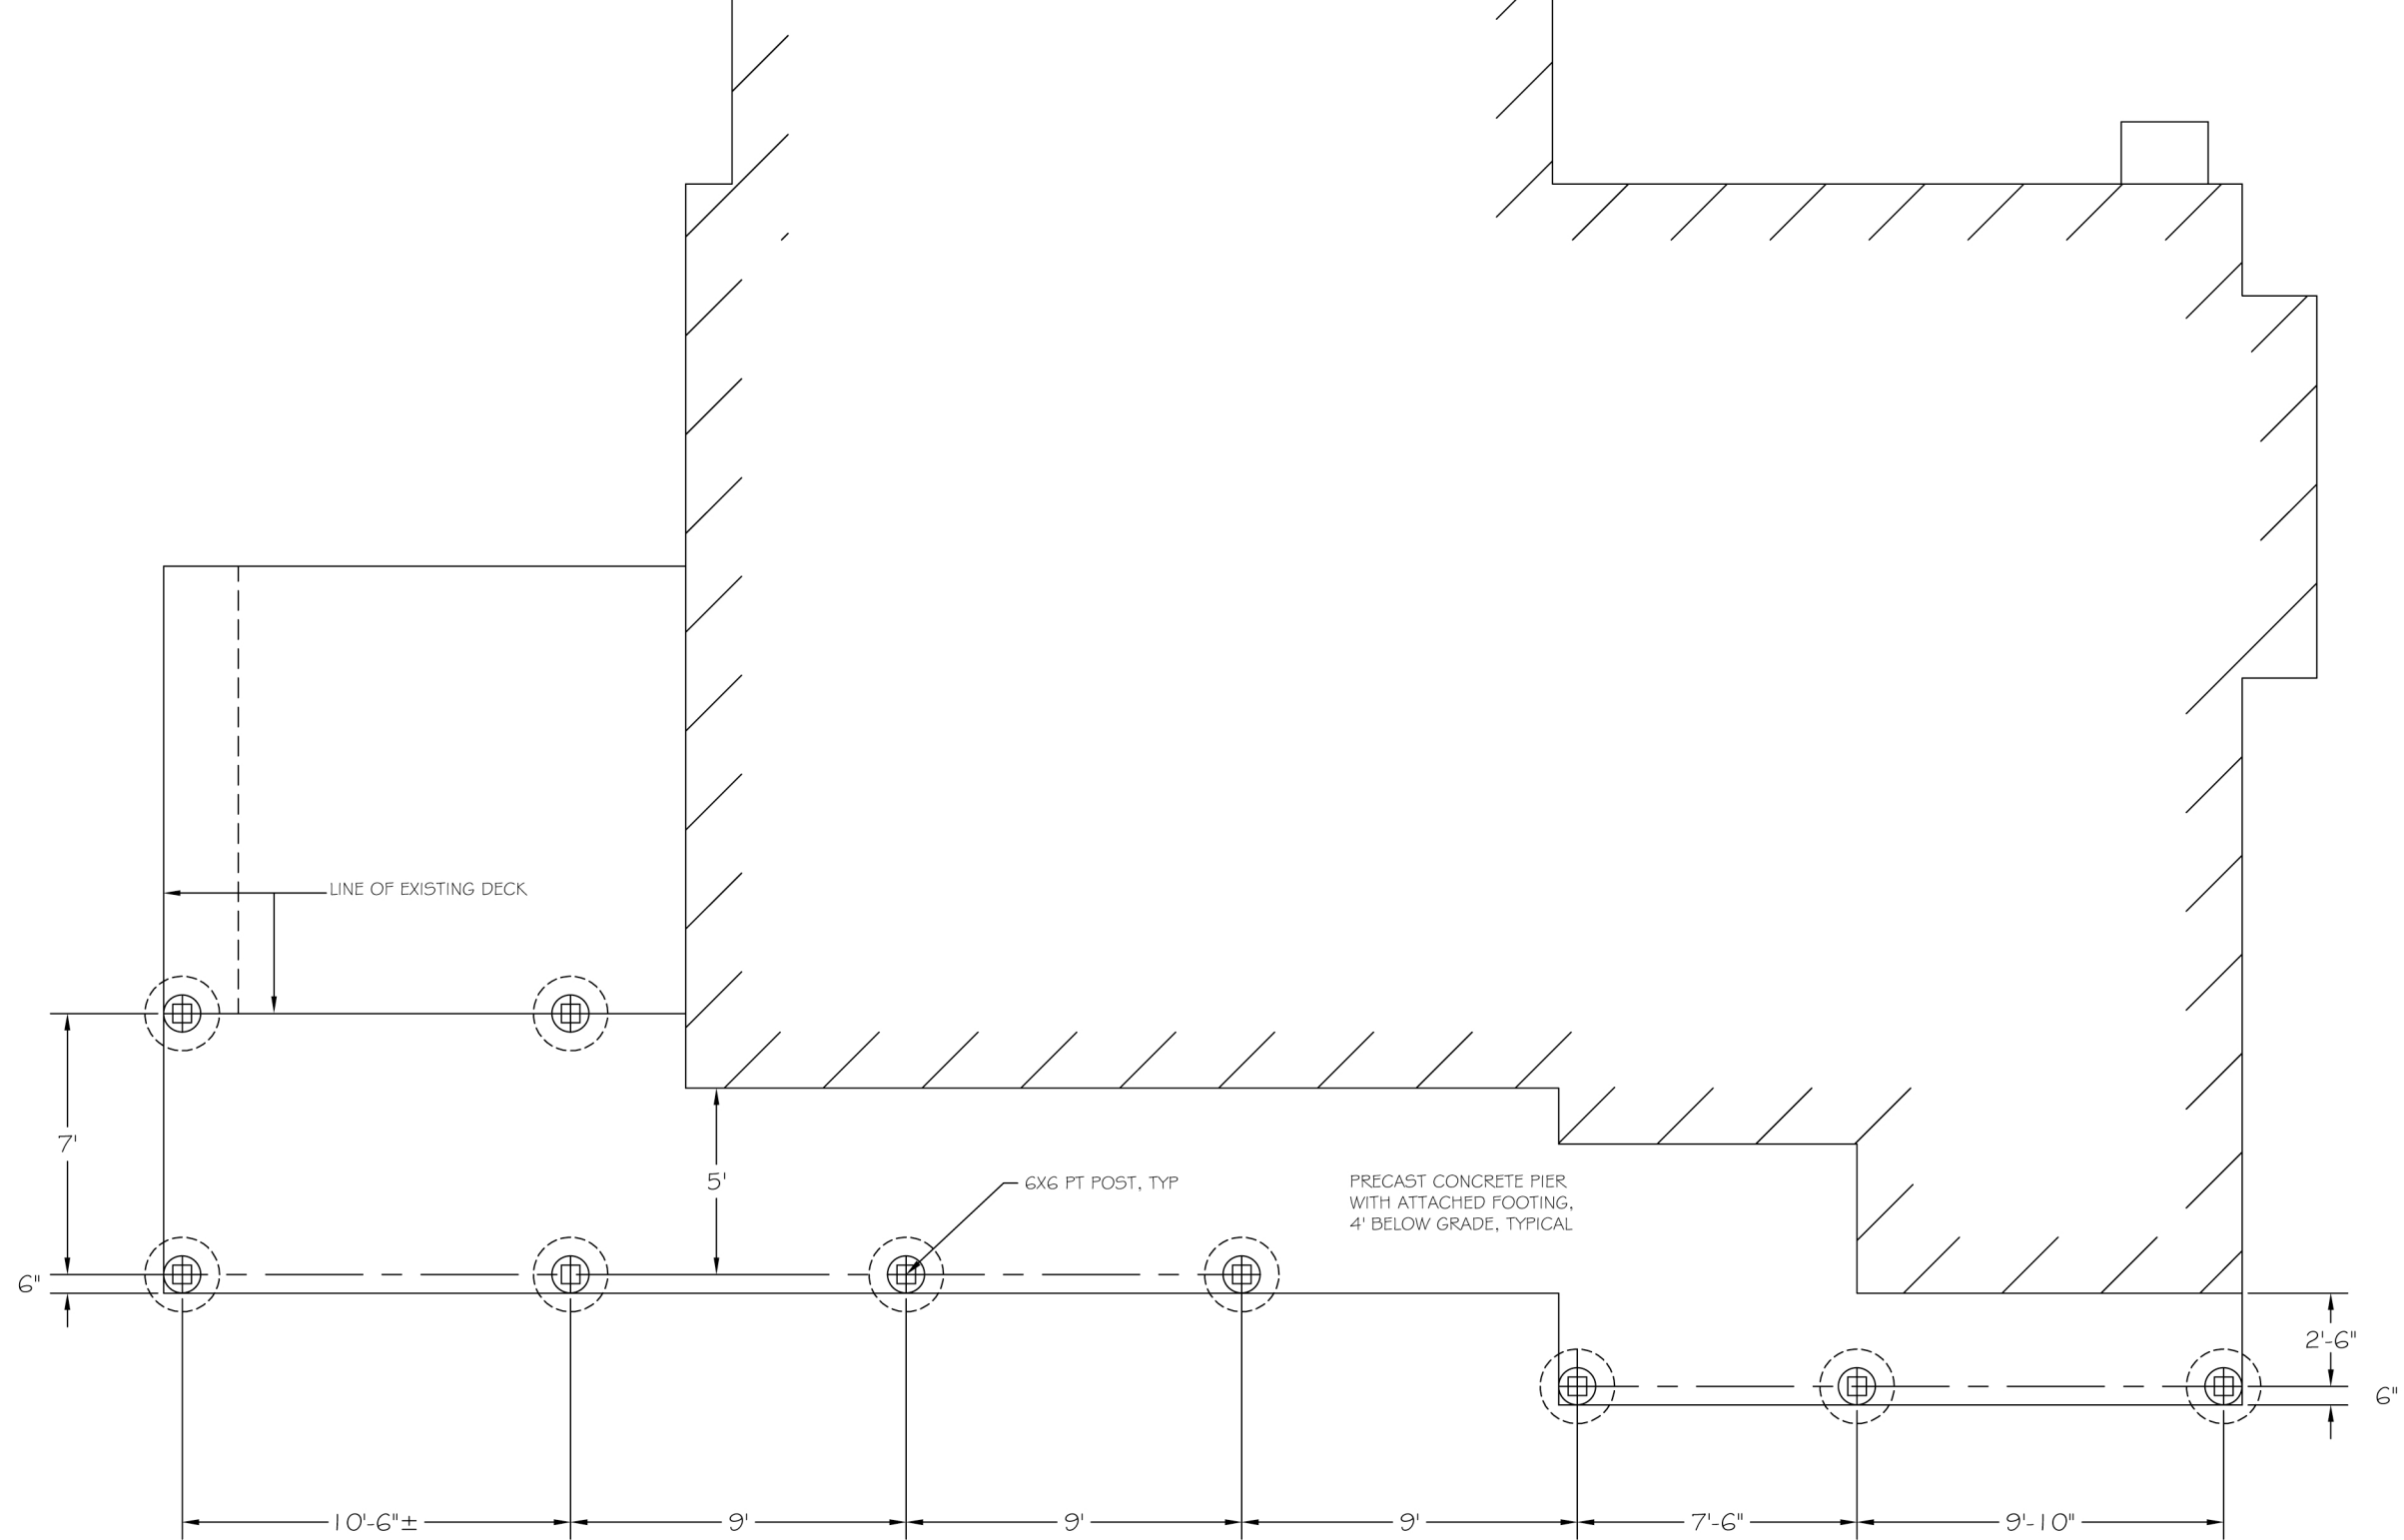 LINE OF EXISTING DECK
7'
5'
6X6 PT POST, TYP
PRECAST CONCRETE PIER
WITH ATTACHED FOOTING,
4' BELOW GRADE, TYPICAL
6"
2'-6"
6"
10'-6"±
9'
9'
9'
7'-6"
9'-10"